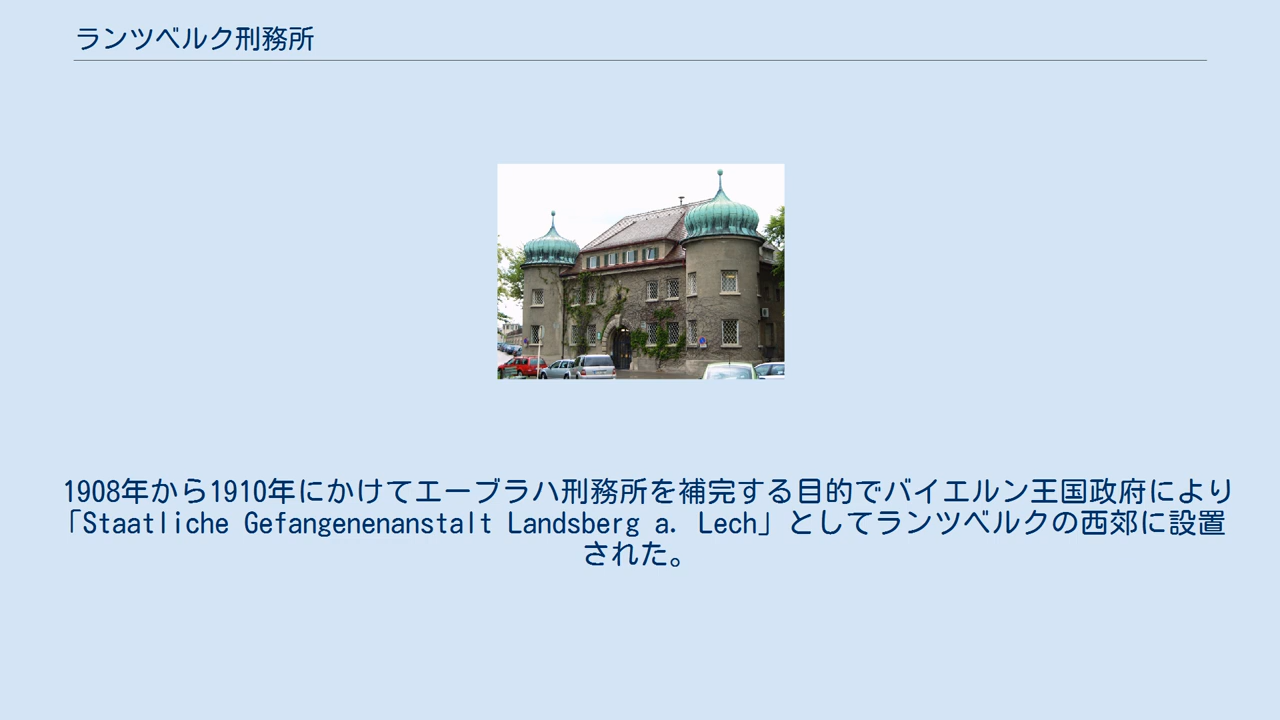 ランツベルク刑務所
1908年から1910年にかけてエーブラハ刑務所を補完する目的でバイエルン王国政府により
「Staatliche Gefangenenanstalt Landsberg a. Lech」としてランツベルクの西郊に設置
された。